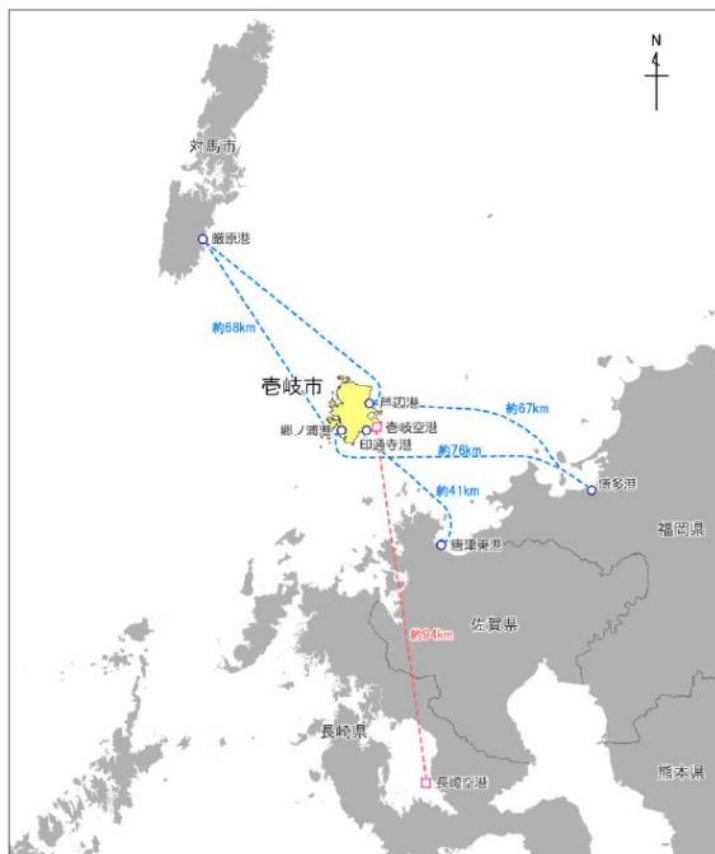 N
対馬市
厳原港
約68km
壱岐市
芦辺港
約67km
郷ノ浦港
壱岐空港
印通寺港
約76km
約41km
博多港
福岡県
唐津東港
佐賀県
約94km
長崎県
熊本県
長崎空港